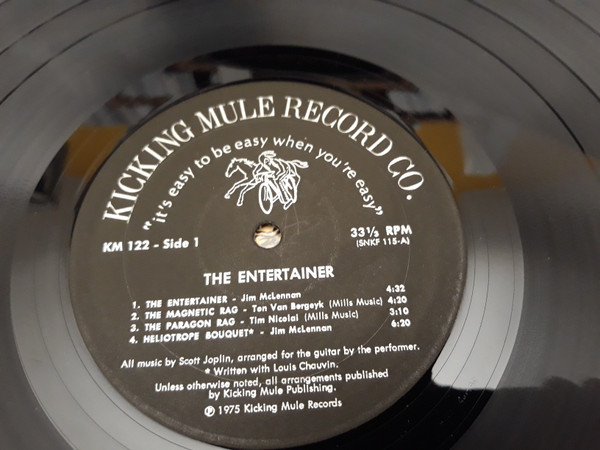 KICKING MULE RECORD CO.
"it's easy to be easy when you're easy"
KM 122 - Side 1
33⅓ RPM
(SNKF 115-A)
THE ENTERTAINER
1. THE ENTERTAINER - Jim McLennan 4:32
2. THE MAGNETIC RAG - Ton Van Bergeyk (Mills Music) 4:20
3. THE PARAGON RAG - Tim Nicolai (Mills Music) 3:10
4. HELIOTROPE BOUQUET* - Jim McLennan 6:20
All music by Scott Joplin, arranged for the guitar by the performer.
* Written with Louis Chauvin.
Unless otherwise noted, all arrangements published
by Kicking Mule Publishing.
℗ 1975 Kicking Mule Records